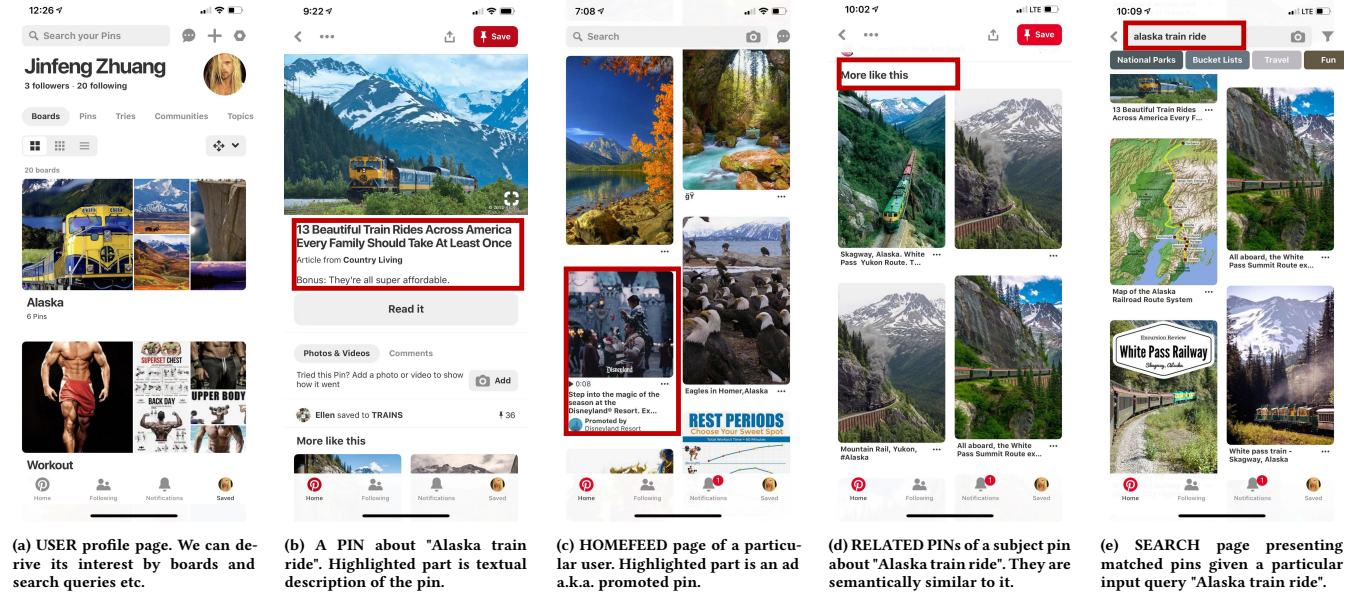 12:26
Search your Pins
Jinfeng Zhuang
3 followers · 20 following
Boards Pins Tries Communities Topics
20 boards
Alaska
6 Pins
SUPERSET CHEST
BACK DAY
UPPER BODY
Workout
Home Following Notifications Saved
(a) USER profile page. We can de-
rive its interest by boards and
search queries etc.
9:22
Save
13 Beautiful Train Rides Across America
Every Family Should Take At Least Once
Article from Country Living
Bonus: They're all super affordable.
Read it
Photos & Videos Comments
Tried this Pin? Add a photo or video to show
how it went
Add
Ellen saved to TRAINS
36
More like this
Home Following Notifications Saved
(b) A PIN about "Alaska train
ride". Highlighted part is textual
description of the pin.
7:08
Search
Disneyland
0:08
Step into the magic of the
season at the
Disneyland® Resort. Ex...
Promoted by
Disneyland Resort
ğŸ
Eagles in Homer,Alaska
REST PERIODS
Choose Your Sweet Spot
Home Following Notifications Saved
1
(c) HOMEFEED page of a particu-
lar user. Highlighted part is an ad
a.k.a. promoted pin.
10:02
LTE
Save
More like this
Skagway, Alaska. White
Pass Yukon Route. T...
Mountain Rail, Yukon,
#Alaska
All aboard, the White
Pass Summit Route ex...
Home Following Notifications Saved
1
(d) RELATED PINs of a subject pin
about "Alaska train ride". They are
semantically similar to it.
10:09
LTE
alaska train ride
National Parks Bucket Lists Travel Fun
13 Beautiful Train Rides
Across America Every F...
Map of the Alaska
Railroad Route System
Excursion Review
White Pass Railway
Skagway, Alaska
All aboard, the White
Pass Summit Route ex...
White pass train -
Skagway, Alaska
Home Following Notifications Saved
1
(e) SEARCH page presenting
matched pins given a particular
input query "Alaska train ride".